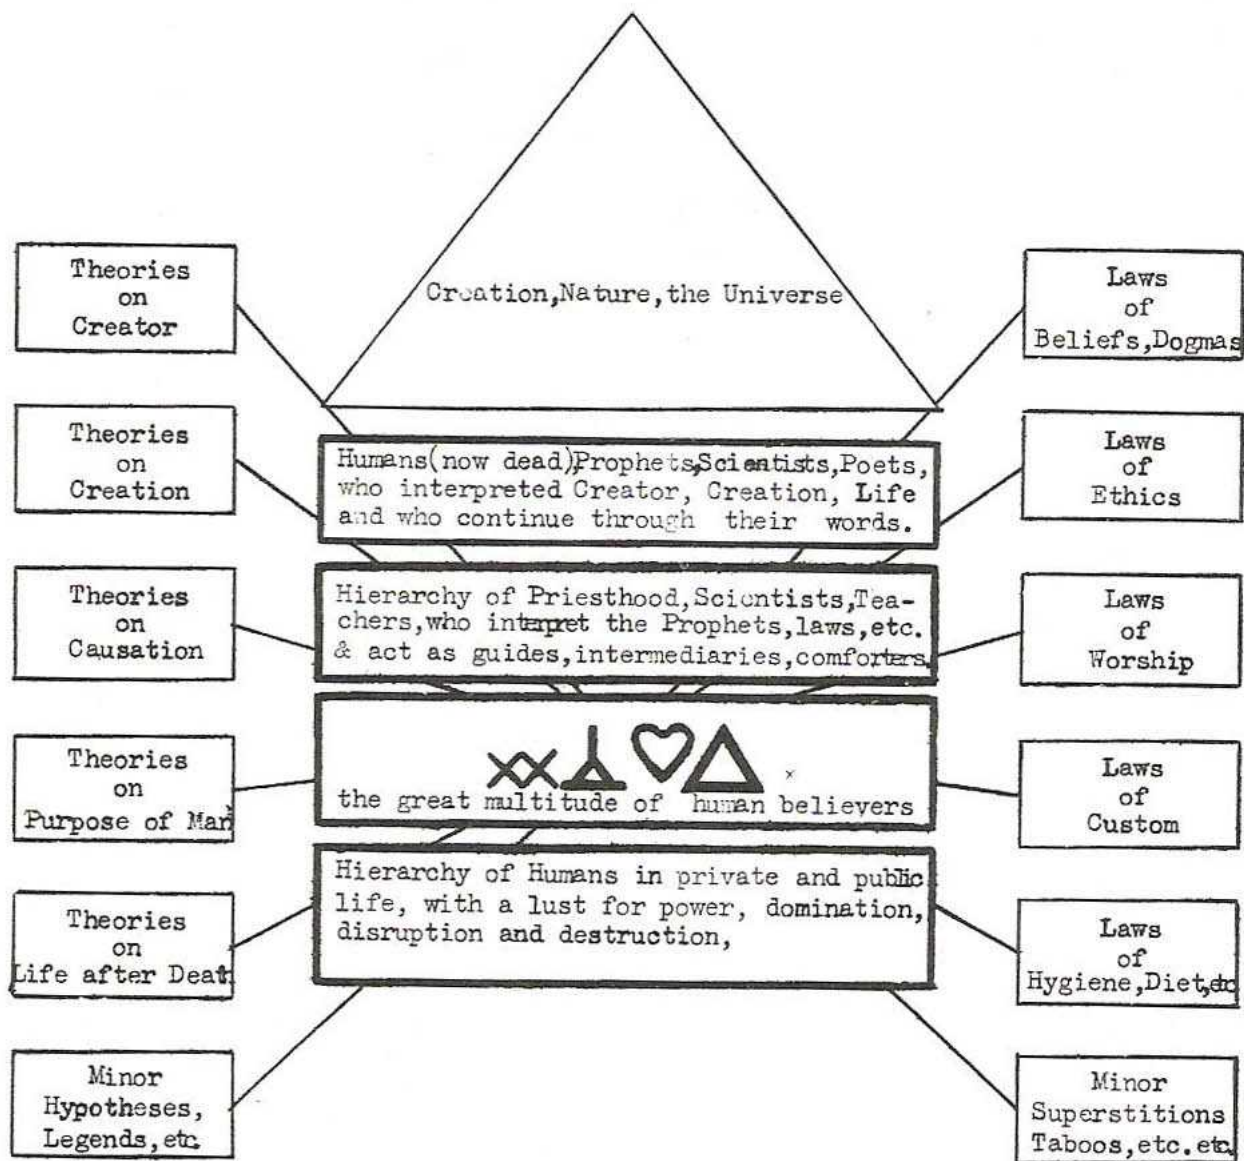 Creation,Nature,the Universe
Theories
on
Creator
Laws
of
Beliefs,Dogmas
Theories
on
Creation
Humans(now dead)Prophets,Scientists,Poets,
who interpreted Creator, Creation, Life
and who continue through their words.
Laws
of
Ethics
Theories
on
Causation
Hierarchy of Priesthood,Scientists,Tea-
chers,who interpret the Prophets,laws,etc.
& act as guides,intermediaries,comforters.
Laws
of
Worship
Theories
on
Purpose of Man
the great multitude of human believers
Laws
of
Custom
Theories
on
Life after Death
Hierarchy of Humans in private and public
life, with a lust for power, domination,
disruption and destruction,
Laws
of
Hygiene,Diet,etc
Minor
Hypotheses,
Legends,etc.
Minor
Superstitions
Taboos,etc.etc.